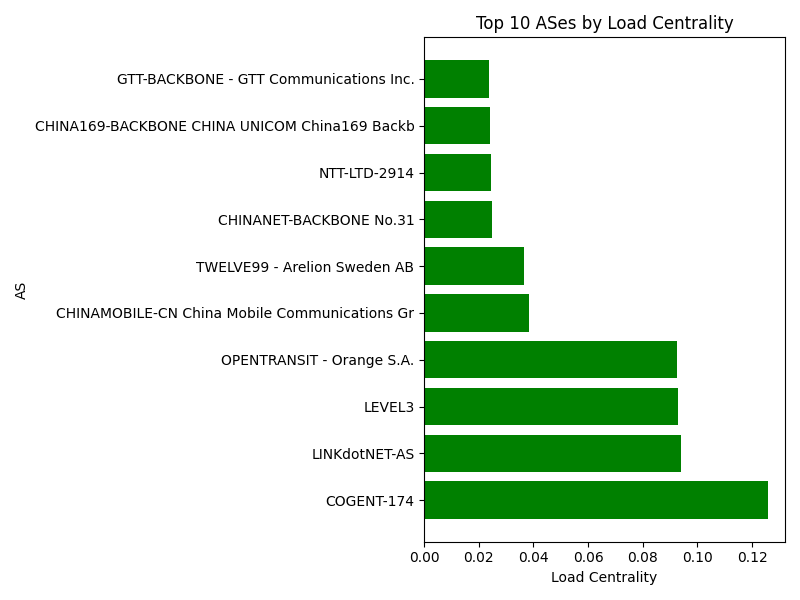 Top 10 ASes by Load Centrality
GTT-BACKBONE - GTT Communications Inc.
CHINA169-BACKBONE CHINA UNICOM China169 Backb
NTT-LTD-2914
CHINANET-BACKBONE No.31
TWELVE99 - Arelion Sweden AB
CHINAMOBILE-CN China Mobile Communications Gr
OPENTRANSIT - Orange S.A.
LEVEL3
LINKdotNET-AS
COGENT-174
AS
0.00 0.02 0.04 0.06 0.08 0.10 0.12
Load Centrality